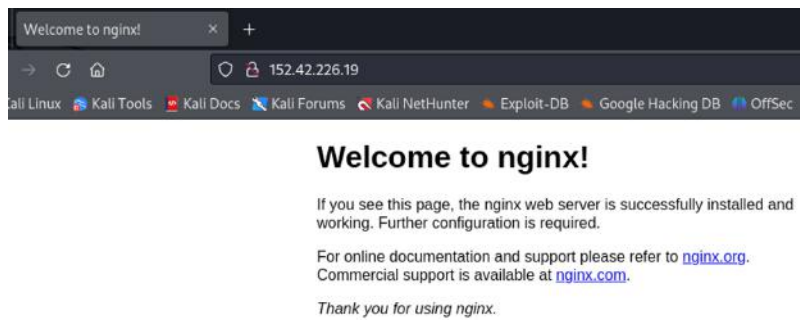 Welcome to nginx!
152.42.226.19
Kali Linux Kali Tools Kali Docs Kali Forums Kali NetHunter Exploit-DB Google Hacking DB OffSec
Welcome to nginx!
If you see this page, the nginx web server is successfully installed and
working. Further configuration is required.
For online documentation and support please refer to nginx.org.
Commercial support is available at nginx.com.
Thank you for using nginx.